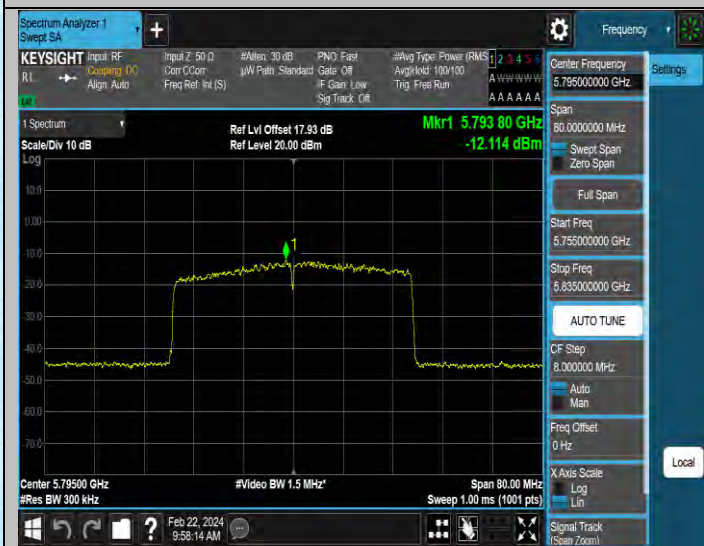 Spectrum Analyzer 1
Swept SA
Frequency
KEYSIGHT
RL
Input: RF
Coupling: DC
Align: Auto
Input Z: 50 Ω
Corr CCorr
Freq Ref: Int (S)
#Atten: 30 dB
µW Path: Standard
PNO: Fast
Gate: Off
IF Gain: Low
Sig Track: Off
#Avg Type: Power (RMS
Avg|Hold: 100/100
Trig: Free Run
1 2 3 4 5 6
A W W W W W
A A A A A A
Center Frequency
5.795000000 GHz
Settings
1 Spectrum
Scale/Div 10 dB
Ref Lvl Offset 17.93 dB
Ref Level 20.00 dBm
Mkr1 5.793 80 GHz
-12.114 dBm
Span
80.0000000 MHz
Swept Span
Zero Span
Log
10.0
0.00
-10.0
-20.0
-30.0
-40.0
-50.0
-60.0
-70.0
1
Full Span
Start Freq
5.755000000 GHz
Stop Freq
5.835000000 GHz
AUTO TUNE
CF Step
8.000000 MHz
Auto
Man
Freq Offset
0 Hz
X Axis Scale
Log
Lin
Local
Signal Track
(Span Zoom)
Center 5.79500 GHz
#Res BW 300 kHz
#Video BW 1.5 MHz*
Span 80.00 MHz
Sweep 1.00 ms (1001 pts)
?
Feb 22, 2024
9:58:14 AM